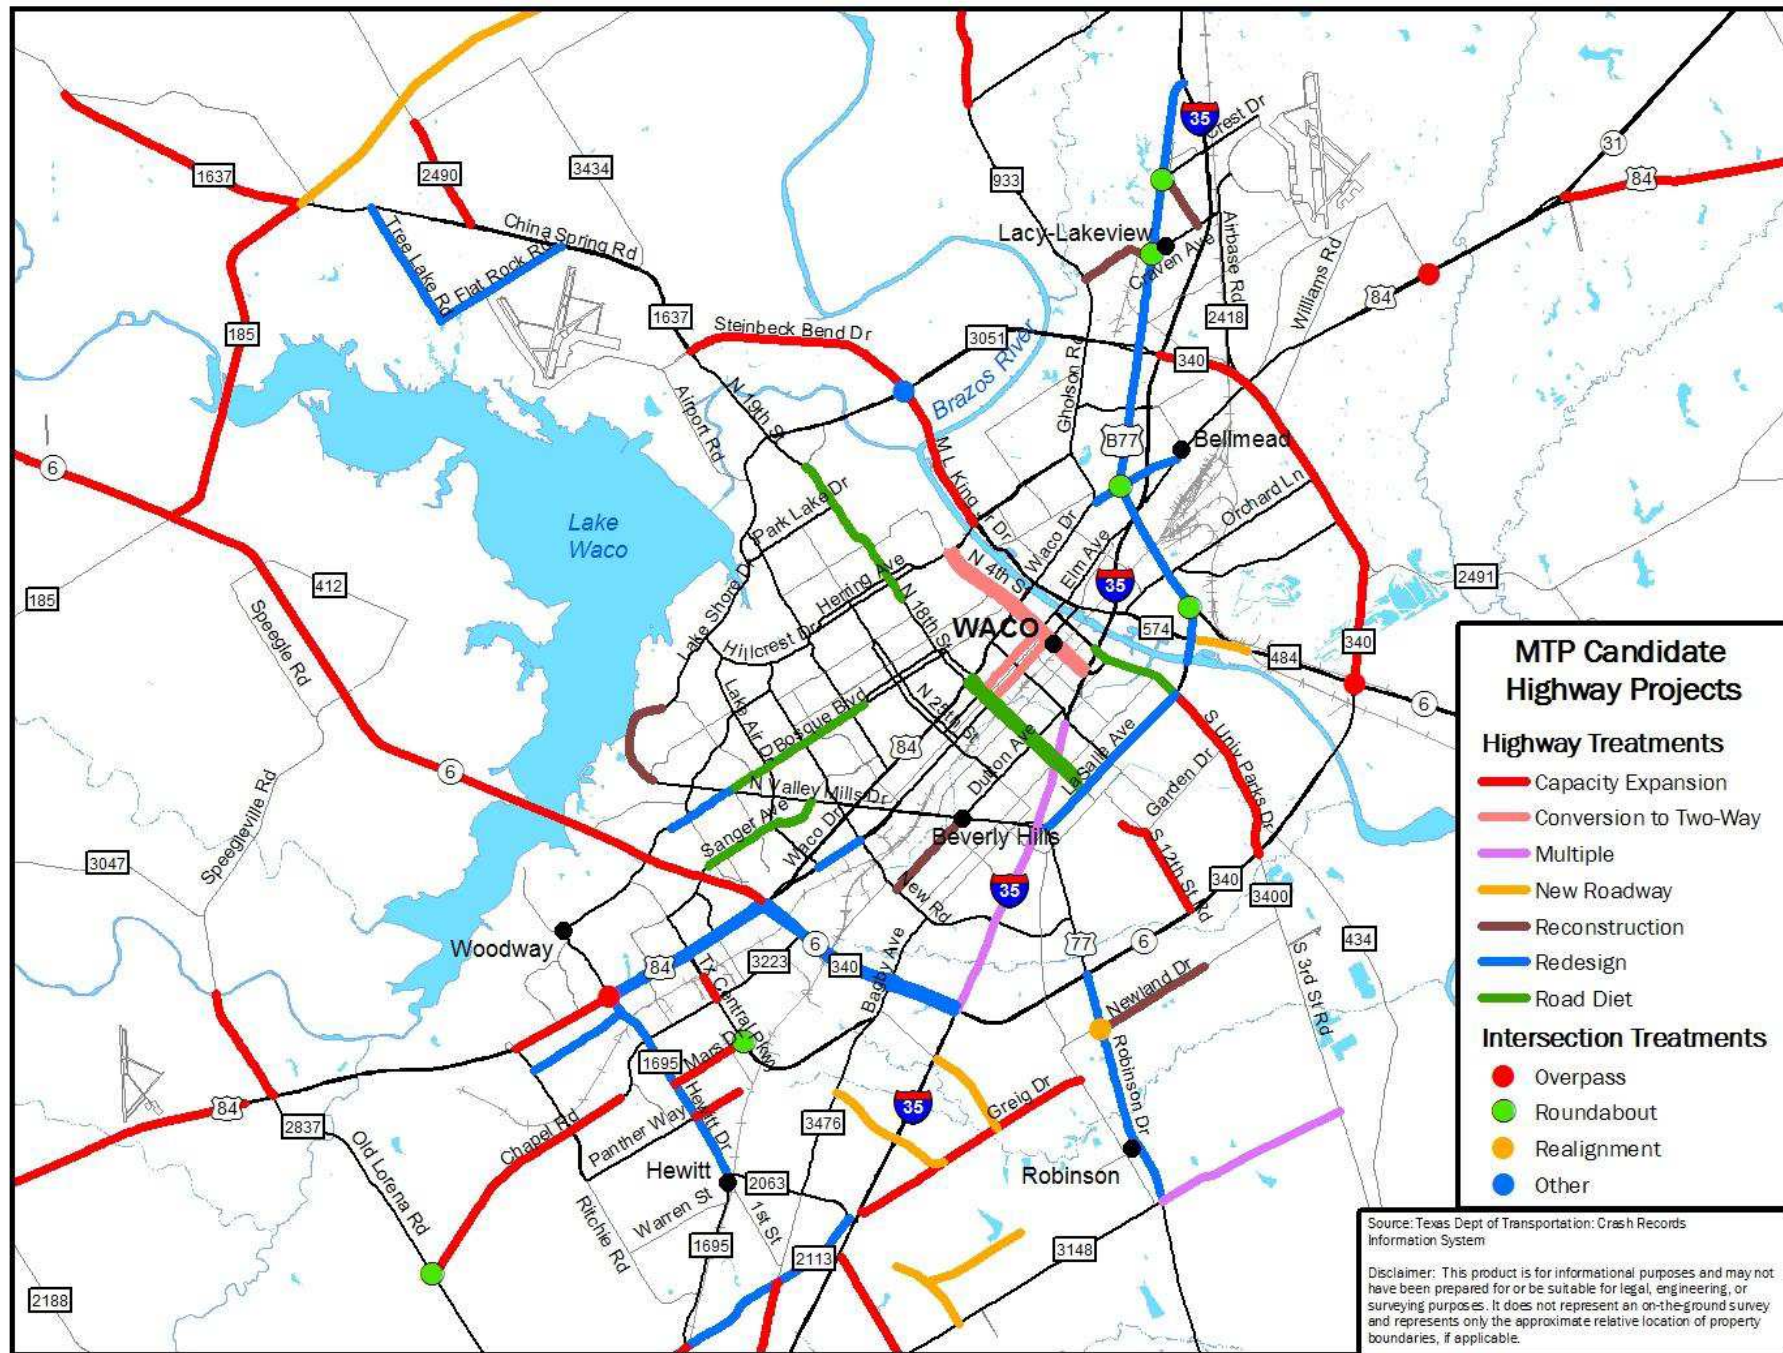 35
Crest Dr
31
84
1637
2490
3434
933
China Spring Rd
Tree Lake Rd
Flat Rock Rd
Lacy-Lakeview
Craven Ave
Airbase Rd
Williams Rd
84
185
1637
Steinbeck Bend Dr
3051
2418
340
Brazos River
Gholson Rd
Airport Rd
N 19th St
B77
Bellmead
6
M L King Jr Dr
Orchard Ln
Park Lake Dr
Lake
Waco
Waco Dr
Elm Ave
N 4th St
35
2491
412
185
Herring Ave
Lake Shore Dr
N 18th St
Hillcrest Dr
WACO
574
484
340
6
Speegle Rd
Lake Air Dr
Bosque Blvd
N 25th St
84
Dutton Ave
LaSalle Ave
S Univ Parks Dr
Garden Dr
6
N Valley Mills Dr
Sanger Ave
Waco Dr
Beverly Hills
S 12th St Rd
Speegleville Rd
3047
35
340
3400
New Rd
Woodway
6
77
6
434
84
3223
340
Bagby Ave
TX Central Pkwy
Newland Dr
S 3rd St Rd
1695
Mars Dr
Robinson Dr
84
2837
Hewitt Dr
35
Greig Dr
Chapel Rd
Panther Way
3476
Old Lorena Rd
Hewitt
2063
Robinson
Warren St
1st St
Ritchie Rd
1695
2113
3148
2188
MTP Candidate
Highway Projects
Highway Treatments
Capacity Expansion
Conversion to Two-Way
Multiple
New Roadway
Reconstruction
Redesign
Road Diet
Intersection Treatments
Overpass
Roundabout
Realignment
Other
Source: Texas Dept of Transportation: Crash Records
Information System
Disclaimer: This product is for informational purposes and may not
have been prepared for or be suitable for legal, engineering, or
surveying purposes. It does not represent an on-the-ground survey
and represents only the approximate relative location of property
boundaries, if applicable.